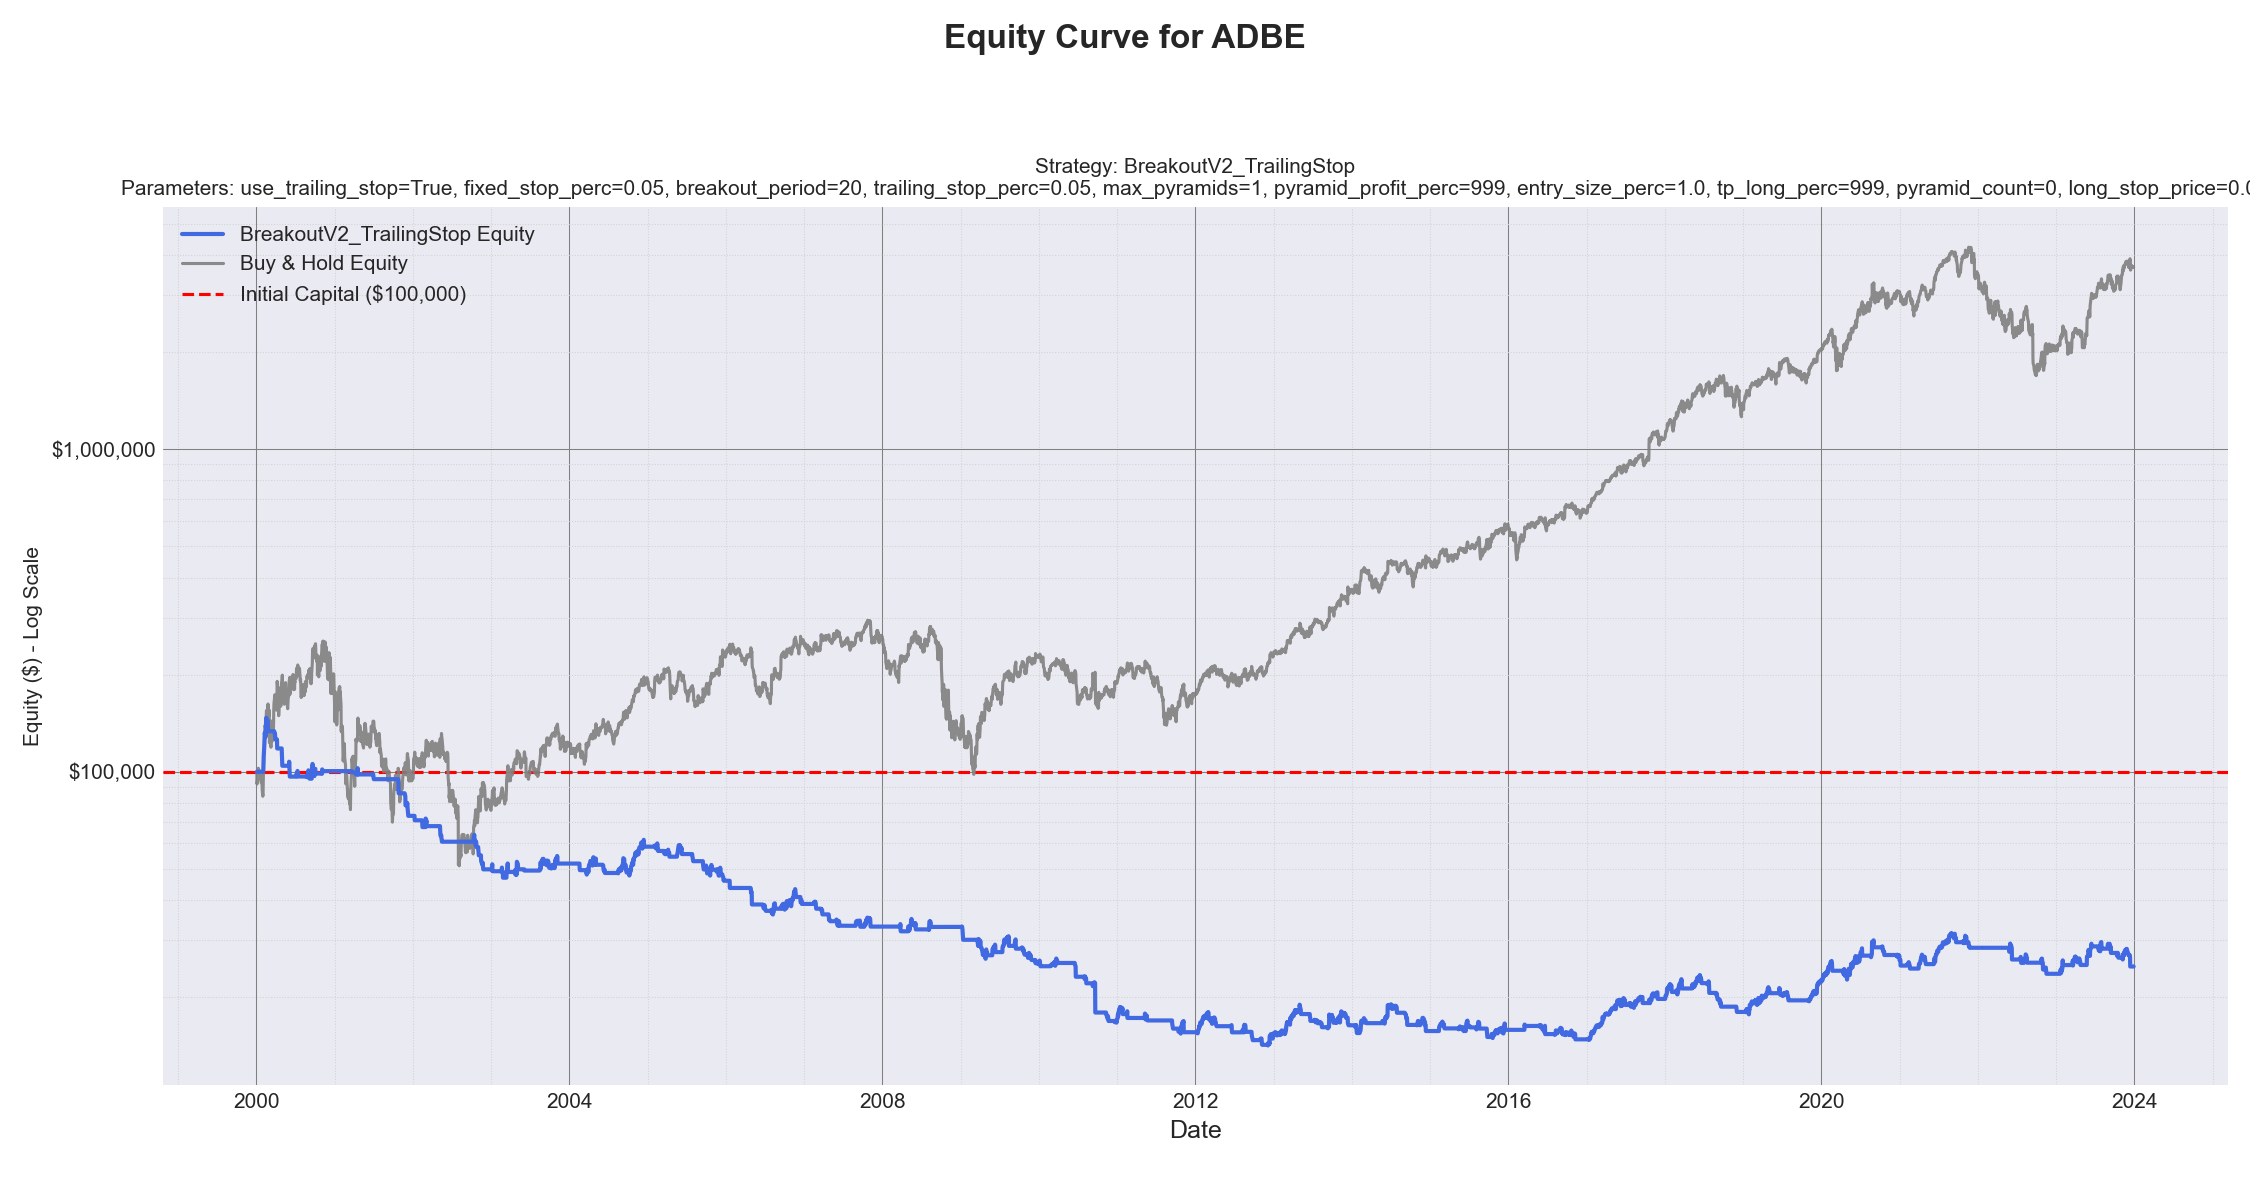 Equity Curve for ADBE
Strategy: BreakoutV2_TrailingStop
Parameters: use_trailing_stop=True, fixed_stop_perc=0.05, breakout_period=20, trailing_stop_perc=0.05, max_pyramids=1, pyramid_profit_perc=999, entry_size_perc=1.0, tp_long_perc=999, pyramid_count=0, long_stop_price=0.0
BreakoutV2_TrailingStop Equity
Buy & Hold Equity
Initial Capital ($100,000)
Equity ($) - Log Scale
$1,000,000
$100,000
2000 2004 2008 2012 2016 2020 2024
Date